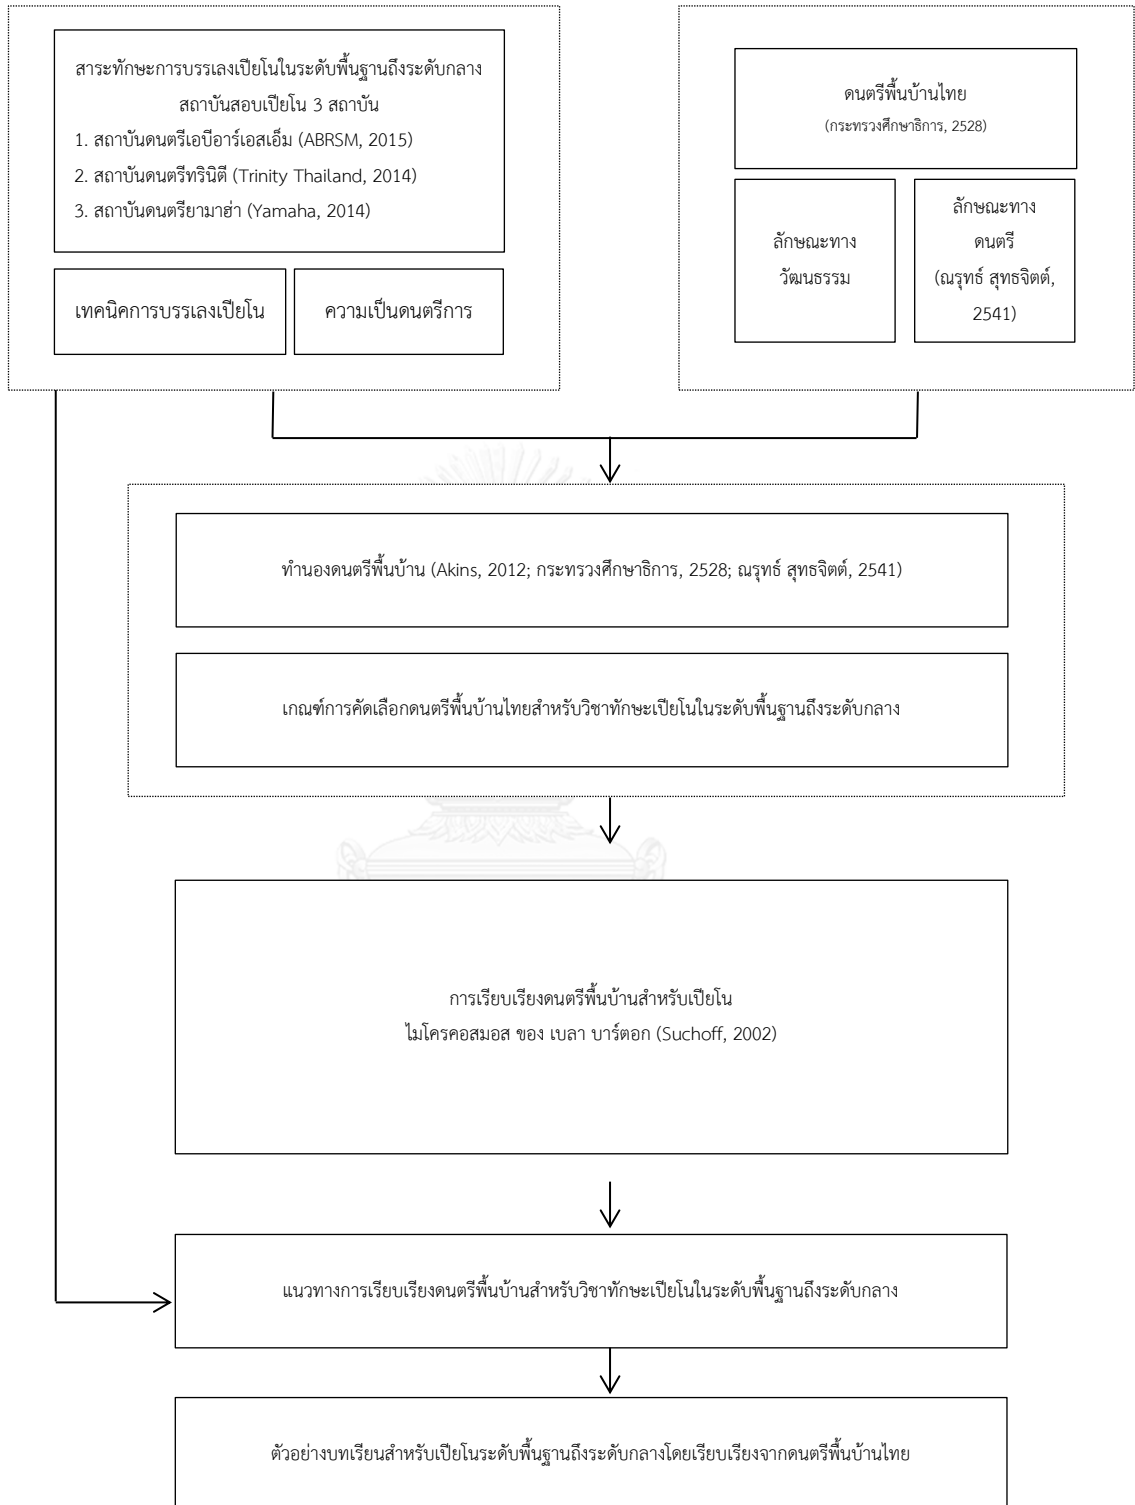 สาระทักษะการบรรเลงเปียโนในระดับพื้นฐานถึงระดับกลาง
สถาบันสอบเปียโน 3 สถาบัน
1. สถาบันดนตรีเอบีอาร์เอสเอ็ม (ABRSM, 2015)
2. สถาบันดนตรีทรินิตี (Trinity Thailand, 2014)
3. สถาบันดนตรียามาฮ่า (Yamaha, 2014)
เทคนิคการบรรเลงเปียโน
ความเป็นดนตรีการ
ดนตรีพื้นบ้านไทย
(กระทรวงศึกษาธิการ, 2528)
ลักษณะทาง
วัฒนธรรม
ลักษณะทาง
ดนตรี
(ณรุทธ์ สุทธจิตต์,
2541)
ทำนองดนตรีพื้นบ้าน (Akins, 2012; กระทรวงศึกษาธิการ, 2528; ณรุทธ์ สุทธจิตต์, 2541)
เกณฑ์การคัดเลือกดนตรีพื้นบ้านไทยสำหรับวิชาทักษะเปียโนในระดับพื้นฐานถึงระดับกลาง
การเรียบเรียงดนตรีพื้นบ้านสำหรับเปียโน
ไมโครคอสมอส ของ เบลา บาร์ตอก (Suchoff, 2002)
แนวทางการเรียบเรียงดนตรีพื้นบ้านสำหรับวิชาทักษะเปียโนในระดับพื้นฐานถึงระดับกลาง
ตัวอย่างบทเรียนสำหรับเปียโนระดับพื้นฐานถึงระดับกลางโดยเรียบเรียงจากดนตรีพื้นบ้านไทย